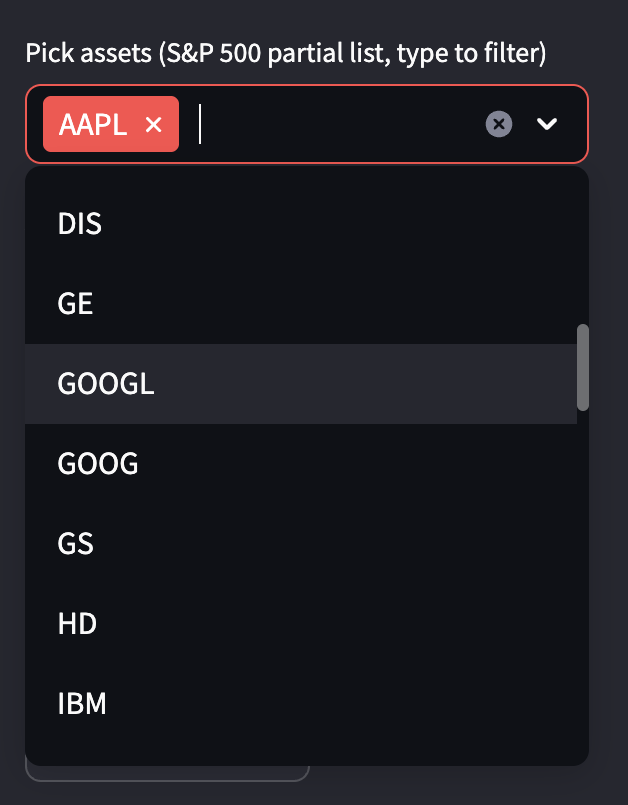 Pick assets (S&P 500 partial list, type to filter)
AAPL
DIS
GE
GOOGL
GOOG
GS
HD
IBM